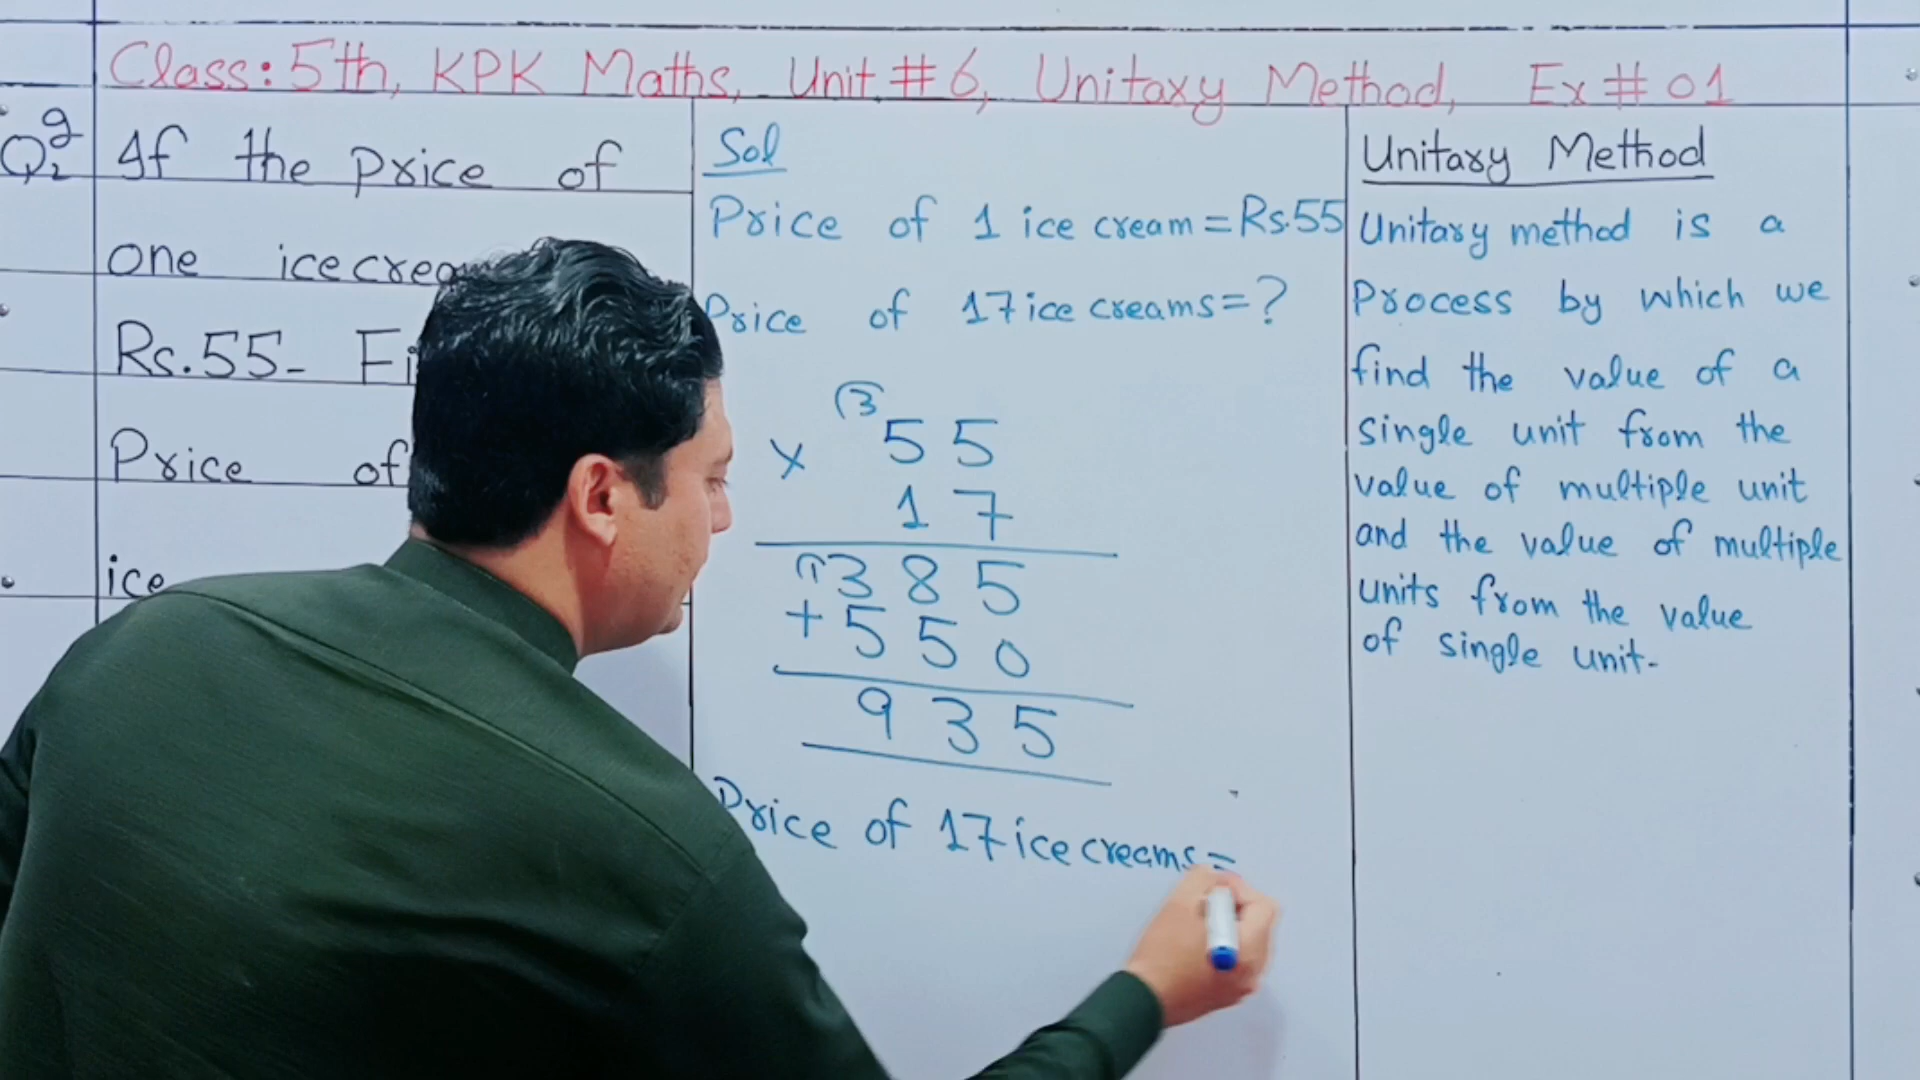 Class: 5th, KPK Maths, Unit # 6, Unitary Method, Ex # 01
Q2 g
If the Price of
one icecream
Rs.55-
Price of
ice
Sol
Price of 1 ice cream = Rs.55
Price of 17 ice creams = ?
(3
55
× 17
(1 385
+ 550
935
Price of 17 ice creams =
Unitary Method
Unitary method is a
Process by which we
find the value of a
single unit from the
value of multiple unit
and the value of multiple
units from the value
of single unit-